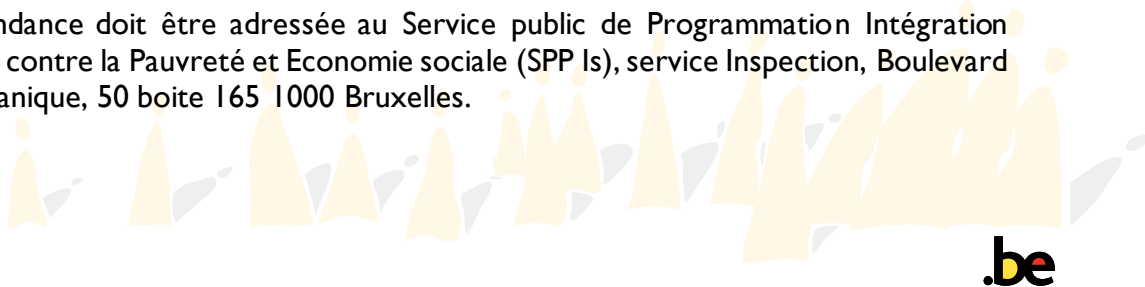 ndance doit être adressée au Service public de Programmation Intégration
contre la Pauvreté et Economie sociale (SPP Is), service Inspection, Boulevard
anique, 50 boite 165 1000 Bruxelles.
.be